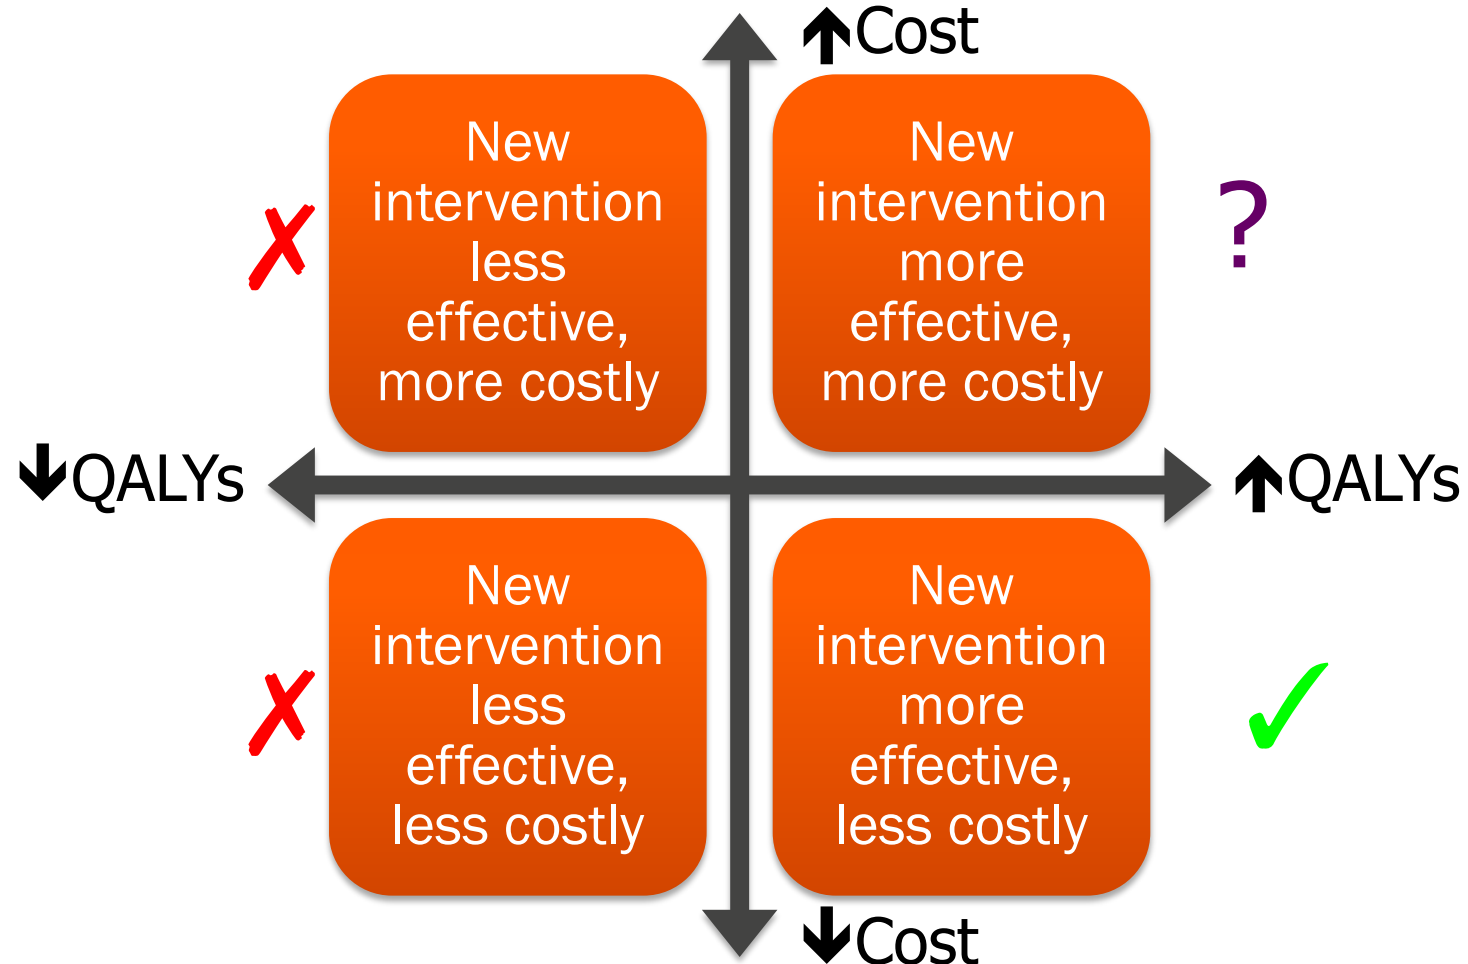 ↑Cost
New
intervention
less
effective,
more costly
New
intervention
more
effective,
more costly
✗
?
↓QALYs
↑QALYs
New
intervention
less
effective,
less costly
New
intervention
more
effective,
less costly
✗
✓
↓Cost